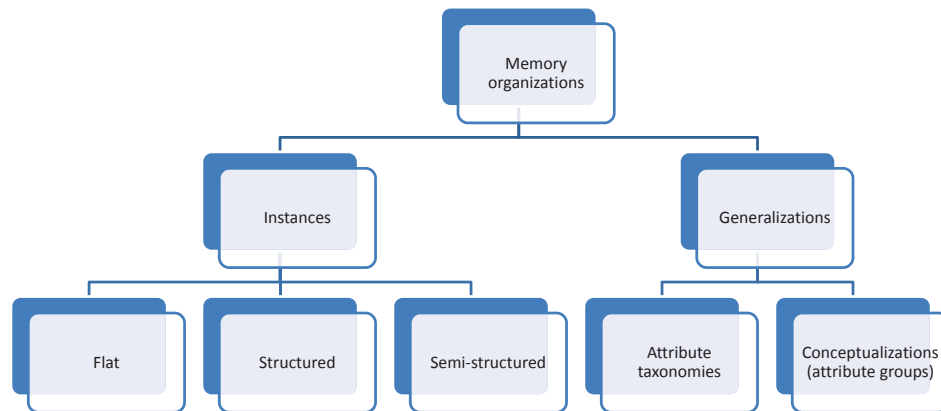 Memory
organizations
Instances
Generalizations
Flat
Structured
Semi-structured
Attribute
taxonomies
Conceptualizations
(attribute groups)